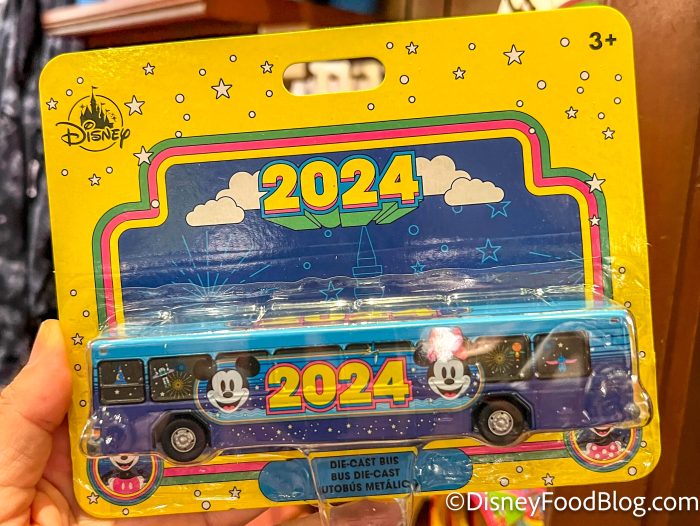 3+
Disney
2024
2024
DIE-CAST BUS
BUS DIE-CAST
AUTOBÚS METÁLICO
©DisneyFoodBlog.com